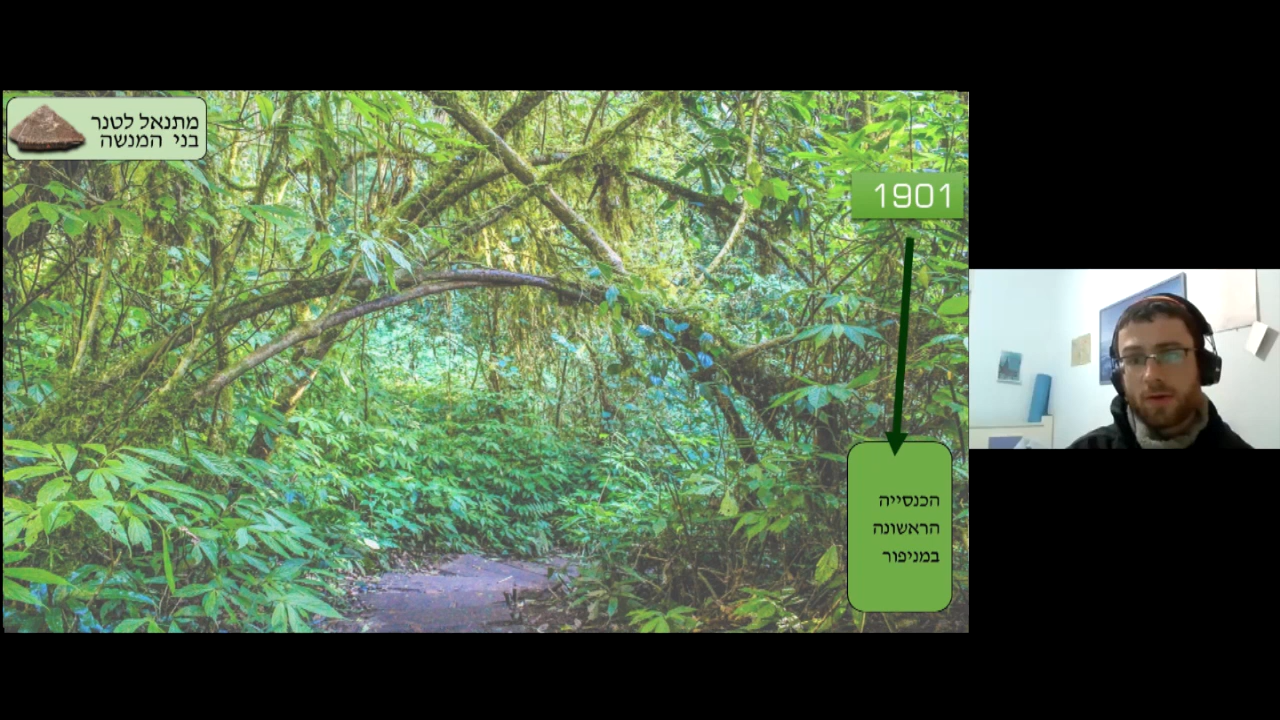 מתנאל לטנר
בני המנשה
1901
הכנסייה
הראשונה
במניפור